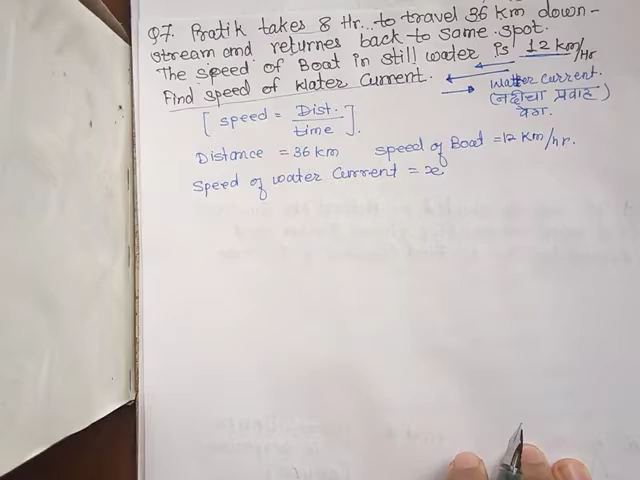 Q7. Pratik takes 8 Hr... to travel 36 Km down-
stream and returnes back to same spot.
The speed of Boat in still water is 12 km/Hr
Find speed of Water Current.
Water Current.
(नदीचा प्रवाह)
वेग.
[ speed = Dist. / time ].
Distance = 36 km speed of Boat = 12 Km/hr.
Speed of water Current = x